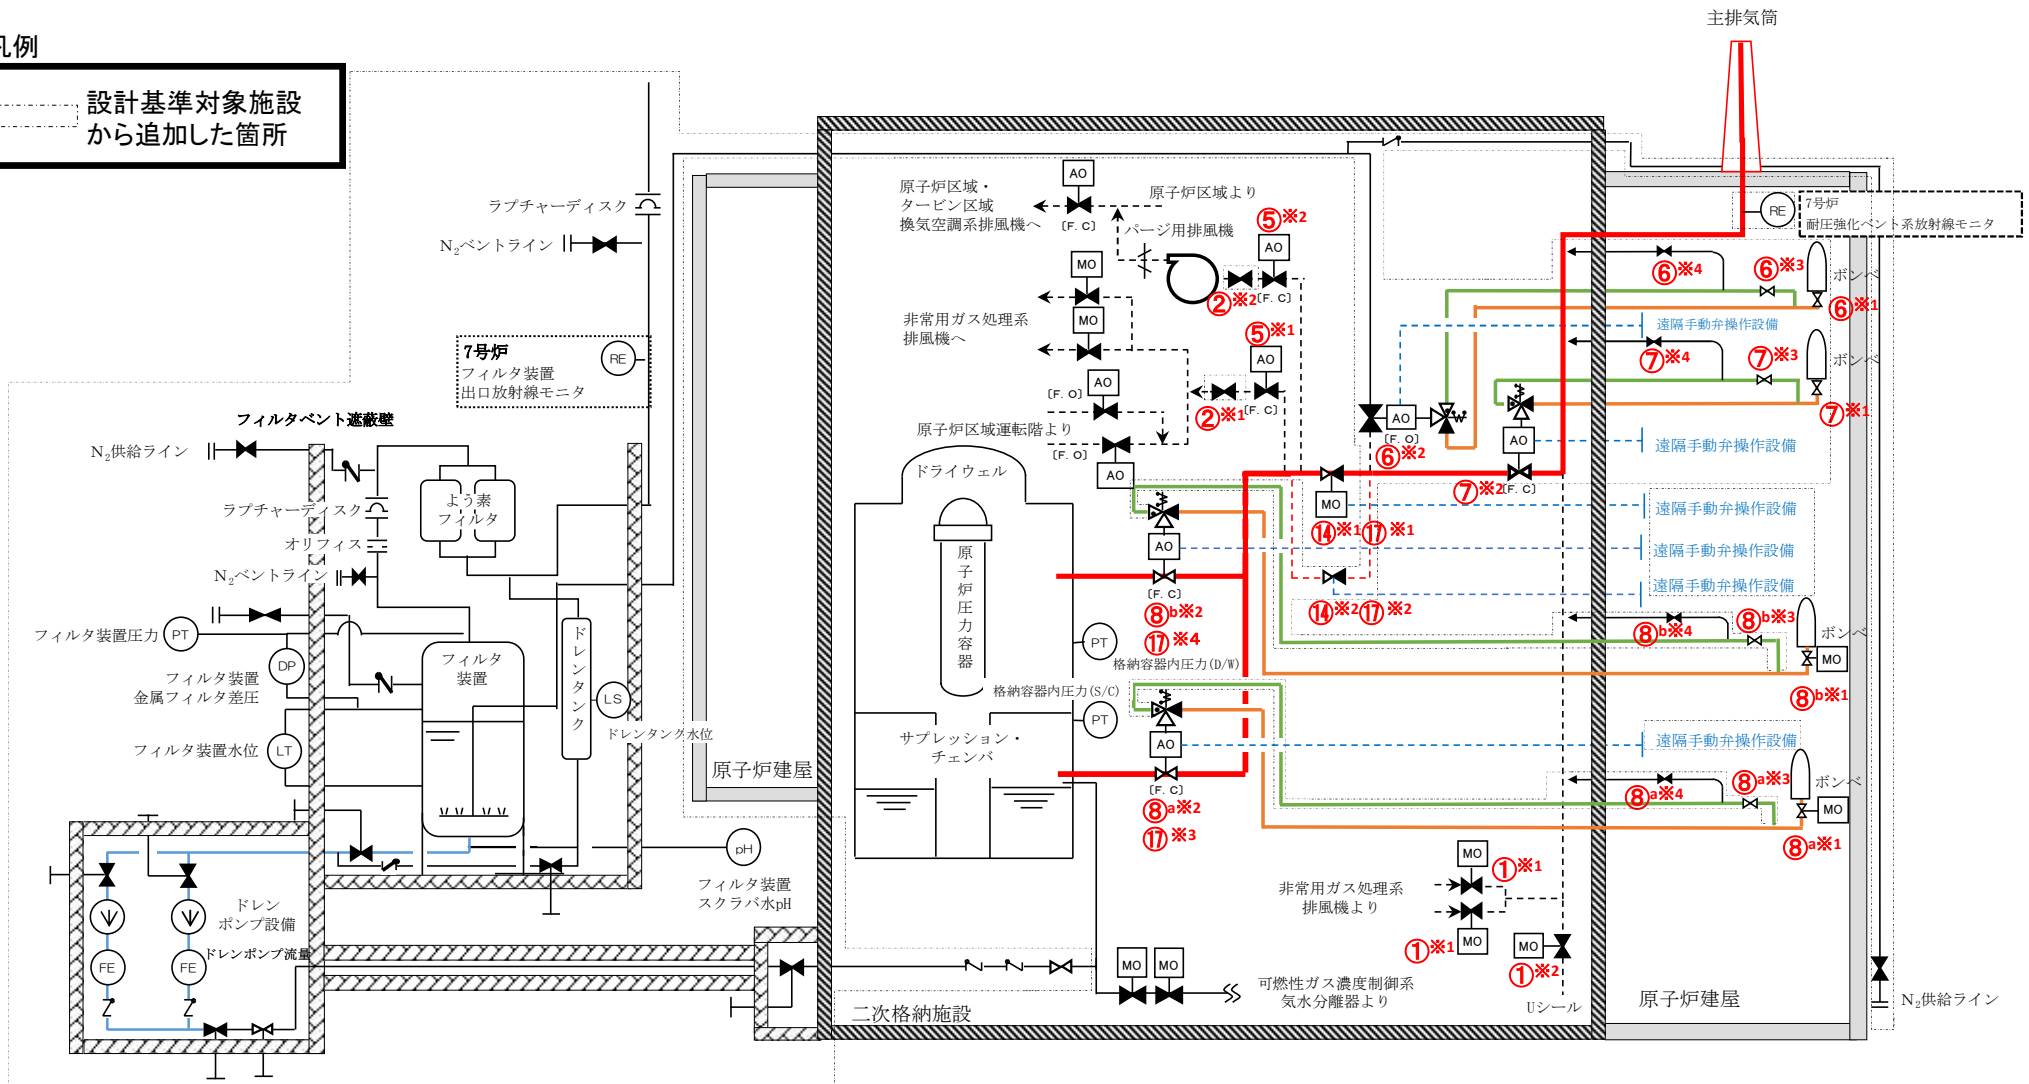 凡例
設計基準対象施設
から追加した箇所
主排気筒
ラプチャーディスク
N₂ベントライン
原子炉区域・
タービン区域
換気空調系排風機へ
AO
[F. C]
原子炉区域より
パージ用排風機
⑤※2
AO
[F. C]
②※2
RE
7号炉
耐圧強化ベント系放射線モニタ
MO
MO
非常用ガス処理系
排風機へ
⑤※1
AO
[F. C]
②※1
⑥※4
⑥※3
ボンベ
⑥※1
遠隔手動弁操作設備
⑦※4
⑦※3
ボンベ
⑦※1
遠隔手動弁操作設備
7号炉
フィルタ装置
出口放射線モニタ
RE
[F. O]
AO
原子炉区域運転階より
[F. O]
AO
AO
[F. O]
⑥※2
AO
⑦※2
[F. C]
フィルタベント遮蔽壁
N₂供給ライン
ラプチャーディスク
オリフィス
N₂ベントライン
よう素
フィルタ
ドライウェル
原子炉圧力容器
MO
⑭※1⑰※1
遠隔手動弁操作設備
AO
[F. C]
遠隔手動弁操作設備
遠隔手動弁操作設備
⑧b※2
⑰※4
⑭※2⑰※2
フィルタ装置圧力
PT
DP
フィルタ装置
金属フィルタ差圧
フィルタ
装置
ドレンタンク
LS
ドレンタンク水位
フィルタ装置水位
LT
PT
格納容器内圧力(D/W)
格納容器内圧力(S/C)
PT
⑧b※4
⑧b※3
ボンベ
MO
⑧b※1
サプレッション・
チェンバ
AO
[F. C]
⑧a※2
⑰※3
遠隔手動弁操作設備
⑧a※4
⑧a※3
ボンベ
MO
⑧a※1
原子炉建屋
pH
フィルタ装置
スクラバ水pH
ドレン
ポンプ設備
ドレンポンプ流量
FE
FE
MO
①※1
非常用ガス処理系
排風機より
①※1
MO
MO
①※2
Uシール
MO
MO
可燃性ガス濃度制御系
気水分離器より
二次格納施設
原子炉建屋
N₂供給ライン